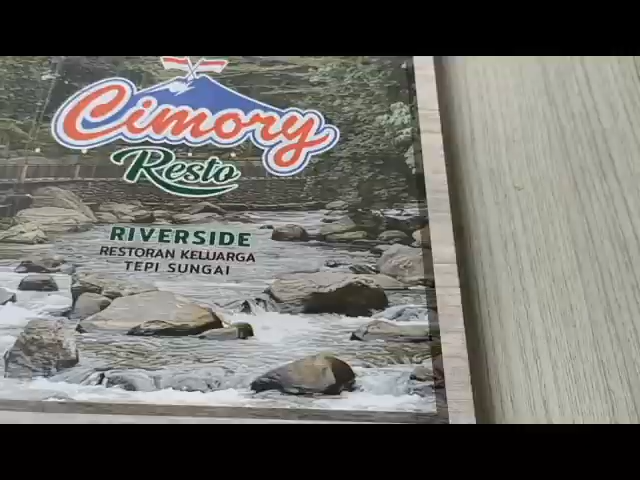 Cimory
Resto
RIVERSIDE
RESTORAN KELUARGA
TEPI SUNGAI